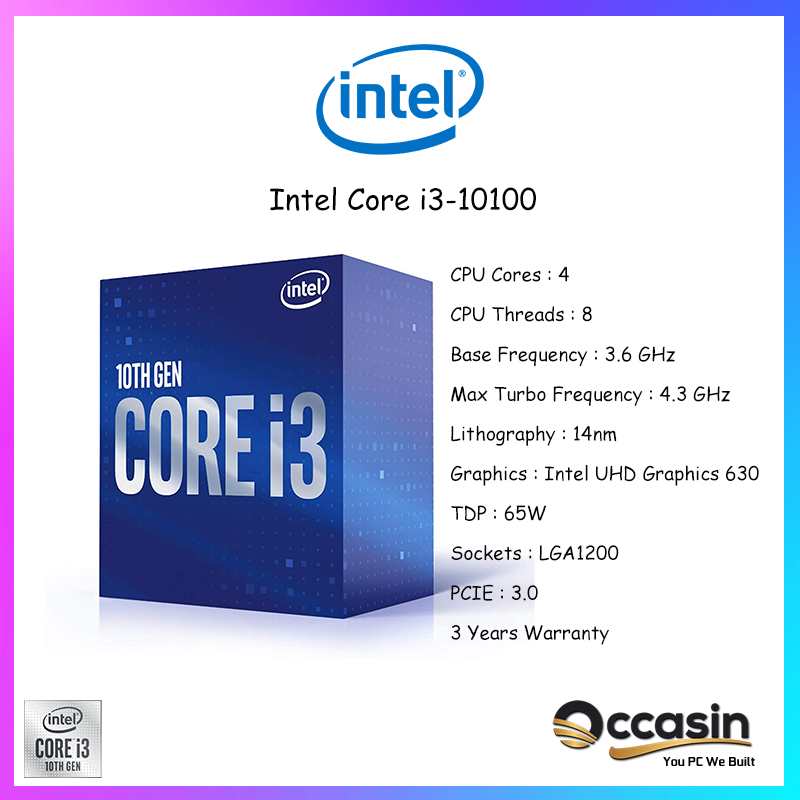 intel®
Intel Core i3-10100
intel
10TH GEN
CORE i3
CPU Cores : 4
CPU Threads : 8
Base Frequency : 3.6 GHz
Max Turbo Frequency : 4.3 GHz
Lithography : 14nm
Graphics : Intel UHD Graphics 630
TDP : 65W
Sockets : LGA1200
PCIE : 3.0
3 Years Warranty
intel
CORE i3
10TH GEN
Occasin
You PC We Built